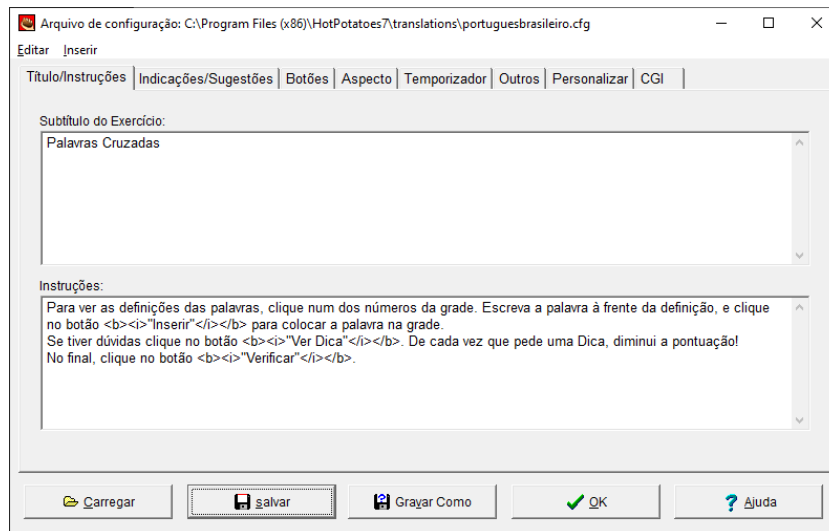 Arquivo de configuração: C:\Program Files (x86)\HotPotatoes7\translations\portuguesbrasileiro.cfg
Editar Inserir
Título/Instruções Indicações/Sugestões Botões Aspecto Temporizador Outros Personalizar CGI
Subtítulo do Exercício:
Palavras Cruzadas
Instruções:
Para ver as definições das palavras, clique num dos números da grade. Escreva a palavra à frente da definição, e clique
no botão <b><i>"Inserir"</i></b> para colocar a palavra na grade.
Se tiver dúvidas clique no botão <b><i>"Ver Dica"</i></b>. De cada vez que pede uma Dica, diminui a pontuação!
No final, clique no botão <b><i>"Verificar"</i></b>.
Carregar salvar Gravar Como OK Ajuda